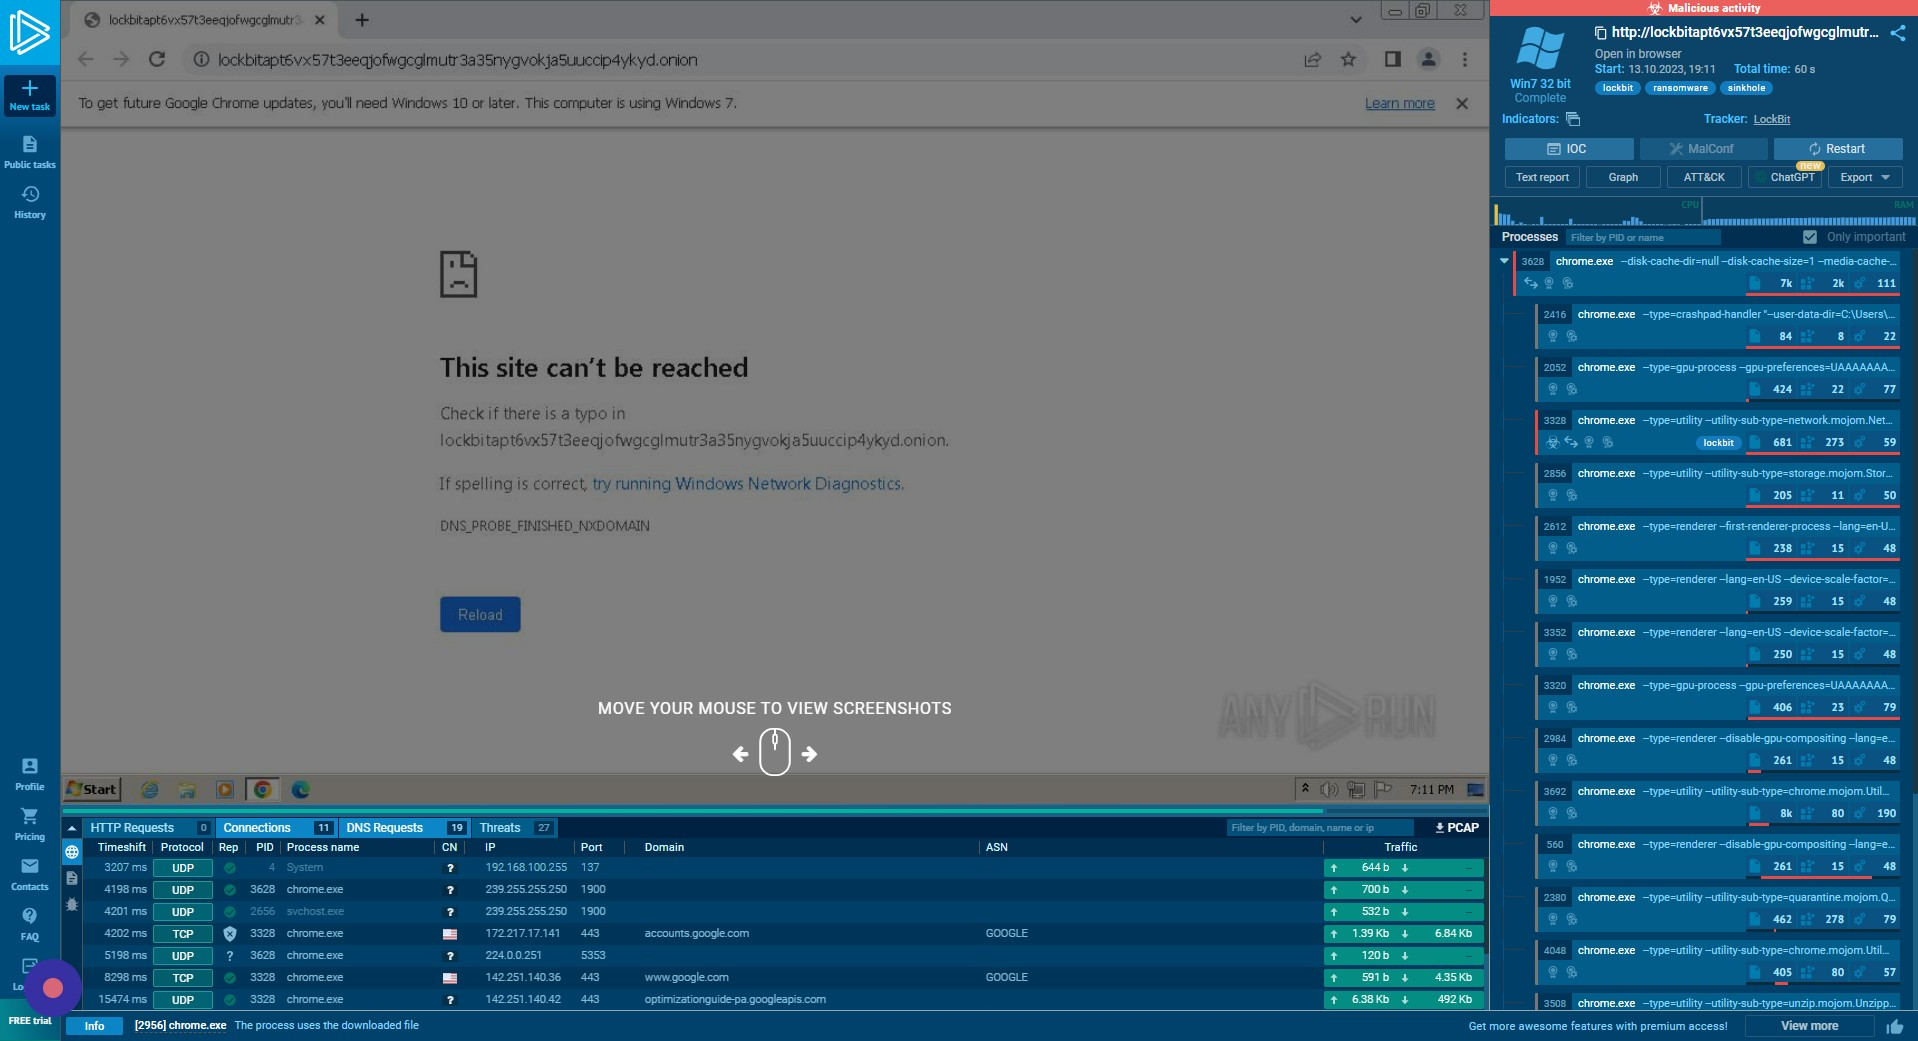 lockbitapt6vx57t3eeqjofwgcglmutr3
New task
Public tasks
History
Profile
Pricing
Contacts
FAQ
FREE trial
lockbitapt6vx57t3eeqjofwgcglmutr3a35nygvokja5uuccip4ykyd.onion
To get future Google Chrome updates, you'll need Windows 10 or later. This computer is using Windows 7.
Learn more
This site can't be reached
Check if there is a typo in
lockbitapt6vx57t3eeqjofwgcglmutr3a35nygvokja5uuccip4ykyd.onion.
If spelling is correct, try running Windows Network Diagnostics.
DNS_PROBE_FINISHED_NXDOMAIN
Reload
MOVE YOUR MOUSE TO VIEW SCREENSHOTS
ANY RUN
Start
7:11 PM
HTTP Requests 0 Connections 11 DNS Requests 19 Threats 27 Filter by PID, domain, name or ip PCAP
Timeshift Protocol Rep PID Process name CN IP Port Domain ASN Traffic
3207 ms UDP 4 System ? 192.168.100.255 137 644 b –
4198 ms UDP 3628 chrome.exe ? 239.255.255.250 1900 700 b –
4201 ms UDP 2656 svchost.exe ? 239.255.255.250 1900 532 b –
4202 ms TCP 3328 chrome.exe 172.217.17.141 443 accounts.google.com GOOGLE 1.39 Kb 6.84 Kb
5198 ms UDP ? 3628 chrome.exe ? 224.0.0.251 5353 120 b –
8298 ms TCP 3328 chrome.exe 142.251.140.36 443 www.google.com GOOGLE 591 b 4.35 Kb
15474 ms UDP 3328 chrome.exe ? 142.251.140.42 443 optimizationguide-pa.googleapis.com 6.38 Kb 492 Kb
Info [2956] chrome.exe The process uses the downloaded file
Get more awesome features with premium access! View more
Malicious activity
http://lockbitapt6vx57t3eeqjofwgcglmutr...
Open in browser
Start: 13.10.2023, 19:11 Total time: 60 s
Win7 32 bit
Complete
lockbit ransomware sinkhole
Indicators:
Tracker: LockBit
IOC MalConf Restart
new
Text report Graph ATT&CK ChatGPT Export
CPU RAM
Processes Filter by PID or name Only important
3628 chrome.exe –disk-cache-dir=null –disk-cache-size=1 –media-cache-...
7k 2k 111
2416 chrome.exe –type=crashpad-handler "–user-data-dir=C:\Users\...
84 8 22
2052 chrome.exe –type=gpu-process –gpu-preferences=UAAAAAAA...
424 22 77
3328 chrome.exe –type=utility –utility-sub-type=network.mojom.Net...
lockbit 681 273 59
2856 chrome.exe –type=utility –utility-sub-type=storage.mojom.Stor...
205 11 50
2612 chrome.exe –type=renderer –first-renderer-process –lang=en-U...
238 15 48
1952 chrome.exe –type=renderer –lang=en-US –device-scale-factor=...
259 15 48
3352 chrome.exe –type=renderer –lang=en-US –device-scale-factor=...
250 15 48
3320 chrome.exe –type=gpu-process –gpu-preferences=UAAAAAAA...
406 23 79
2984 chrome.exe –type=renderer –disable-gpu-compositing –lang=e...
261 15 48
3692 chrome.exe –type=utility –utility-sub-type=chrome.mojom.Util...
8k 80 190
560 chrome.exe –type=renderer –disable-gpu-compositing –lang=e...
261 15 48
2380 chrome.exe –type=utility –utility-sub-type=quarantine.mojom.Q...
462 278 79
4048 chrome.exe –type=utility –utility-sub-type=chrome.mojom.Util...
405 80 57
3508 chrome.exe –type=utility –utility-sub-type=unzip.mojom.Unzipp...